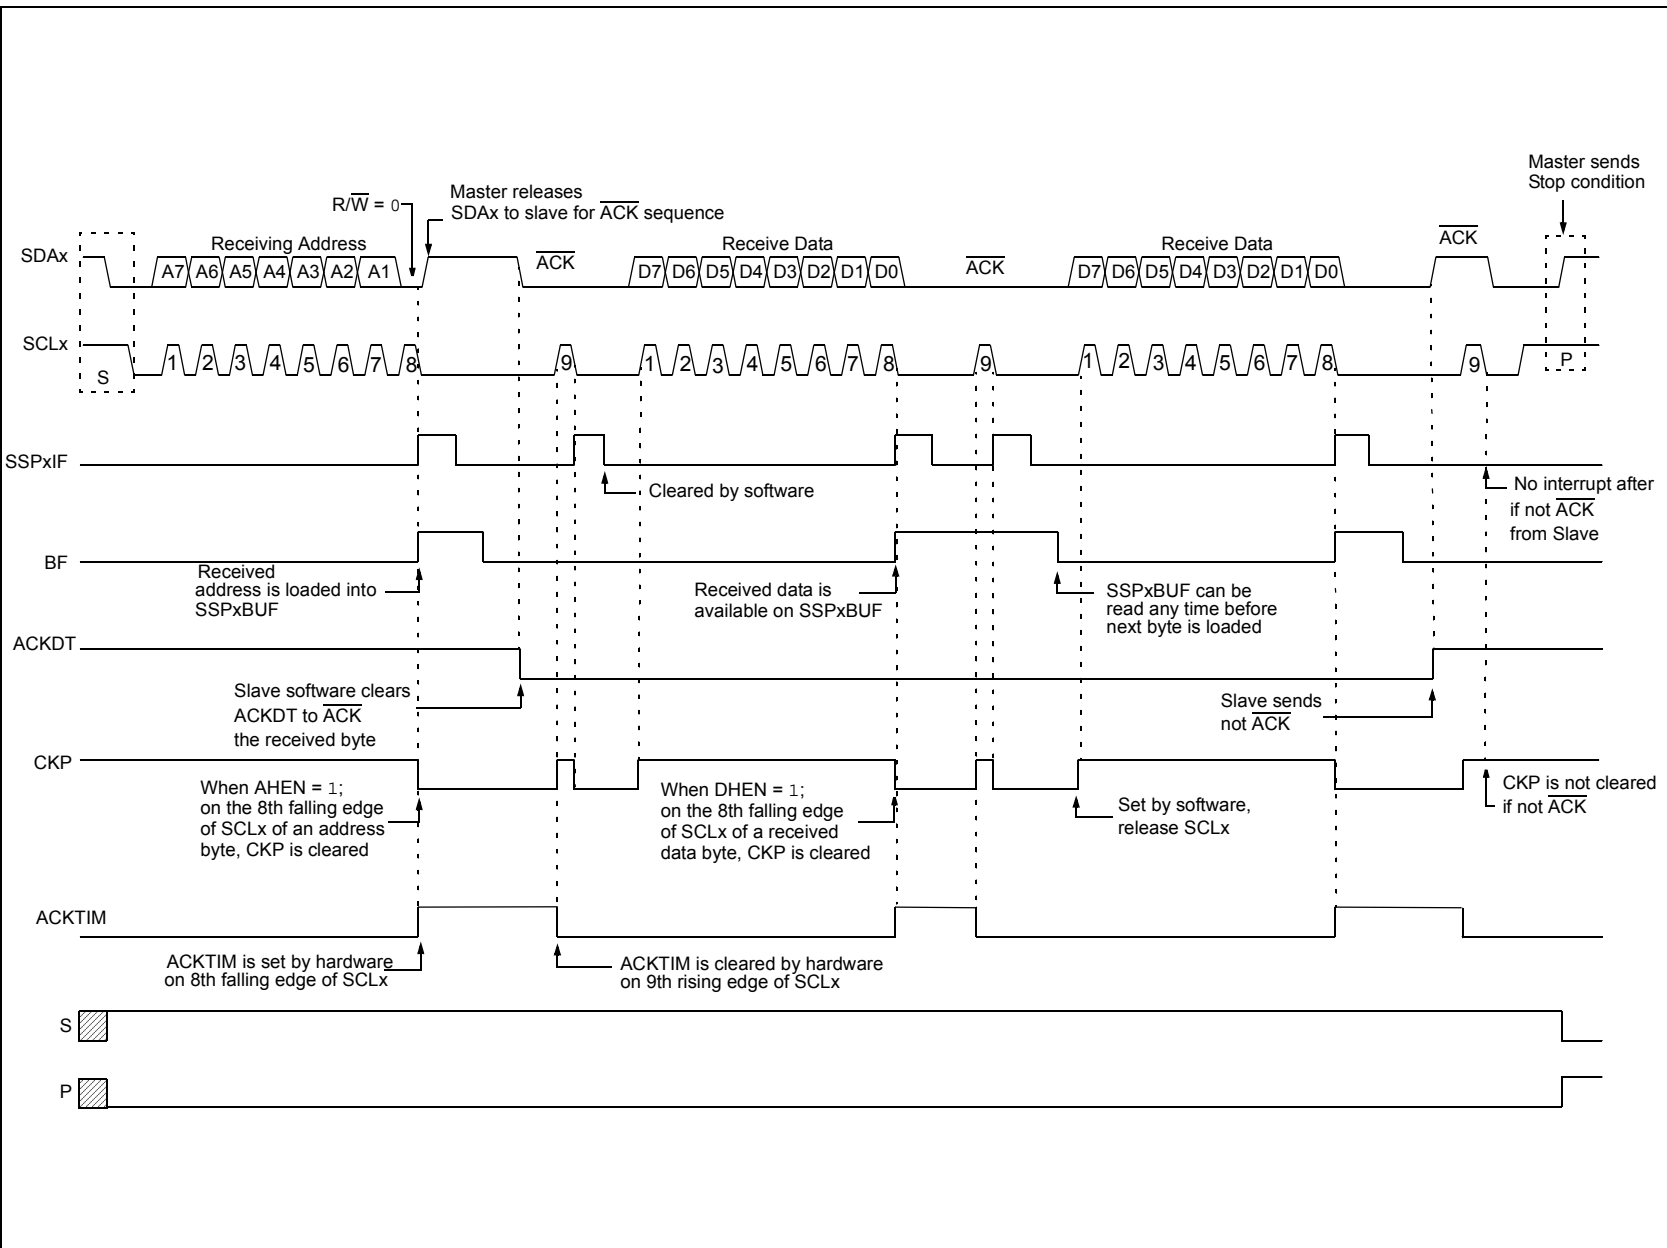 Master sends
Stop condition
R/W = 0
Master releases
SDAx to slave for ACK sequence
SDAx
Receiving Address
A7 A6 A5 A4 A3 A2 A1
ACK
Receive Data
D7 D6 D5 D4 D3 D2 D1 D0
ACK
Receive Data
D7 D6 D5 D4 D3 D2 D1 D0
ACK
SCLx
S
1 2 3 4 5 6 7 8 9
1 2 3 4 5 6 7 8 9
1 2 3 4 5 6 7 8 9
P
SSPxIF
Cleared by software
No interrupt after
if not ACK
from Slave
BF
Received
address is loaded into
SSPxBUF
Received data is
available on SSPxBUF
SSPxBUF can be
read any time before
next byte is loaded
ACKDT
Slave software clears
ACKDT to ACK
the received byte
Slave sends
not ACK
CKP
When AHEN = 1;
on the 8th falling edge
of SCLx of an address
byte, CKP is cleared
When DHEN = 1;
on the 8th falling edge
of SCLx of a received
data byte, CKP is cleared
Set by software,
release SCLx
CKP is not cleared
if not ACK
ACKTIM
ACKTIM is set by hardware
on 8th falling edge of SCLx
ACKTIM is cleared by hardware
on 9th rising edge of SCLx
S
P